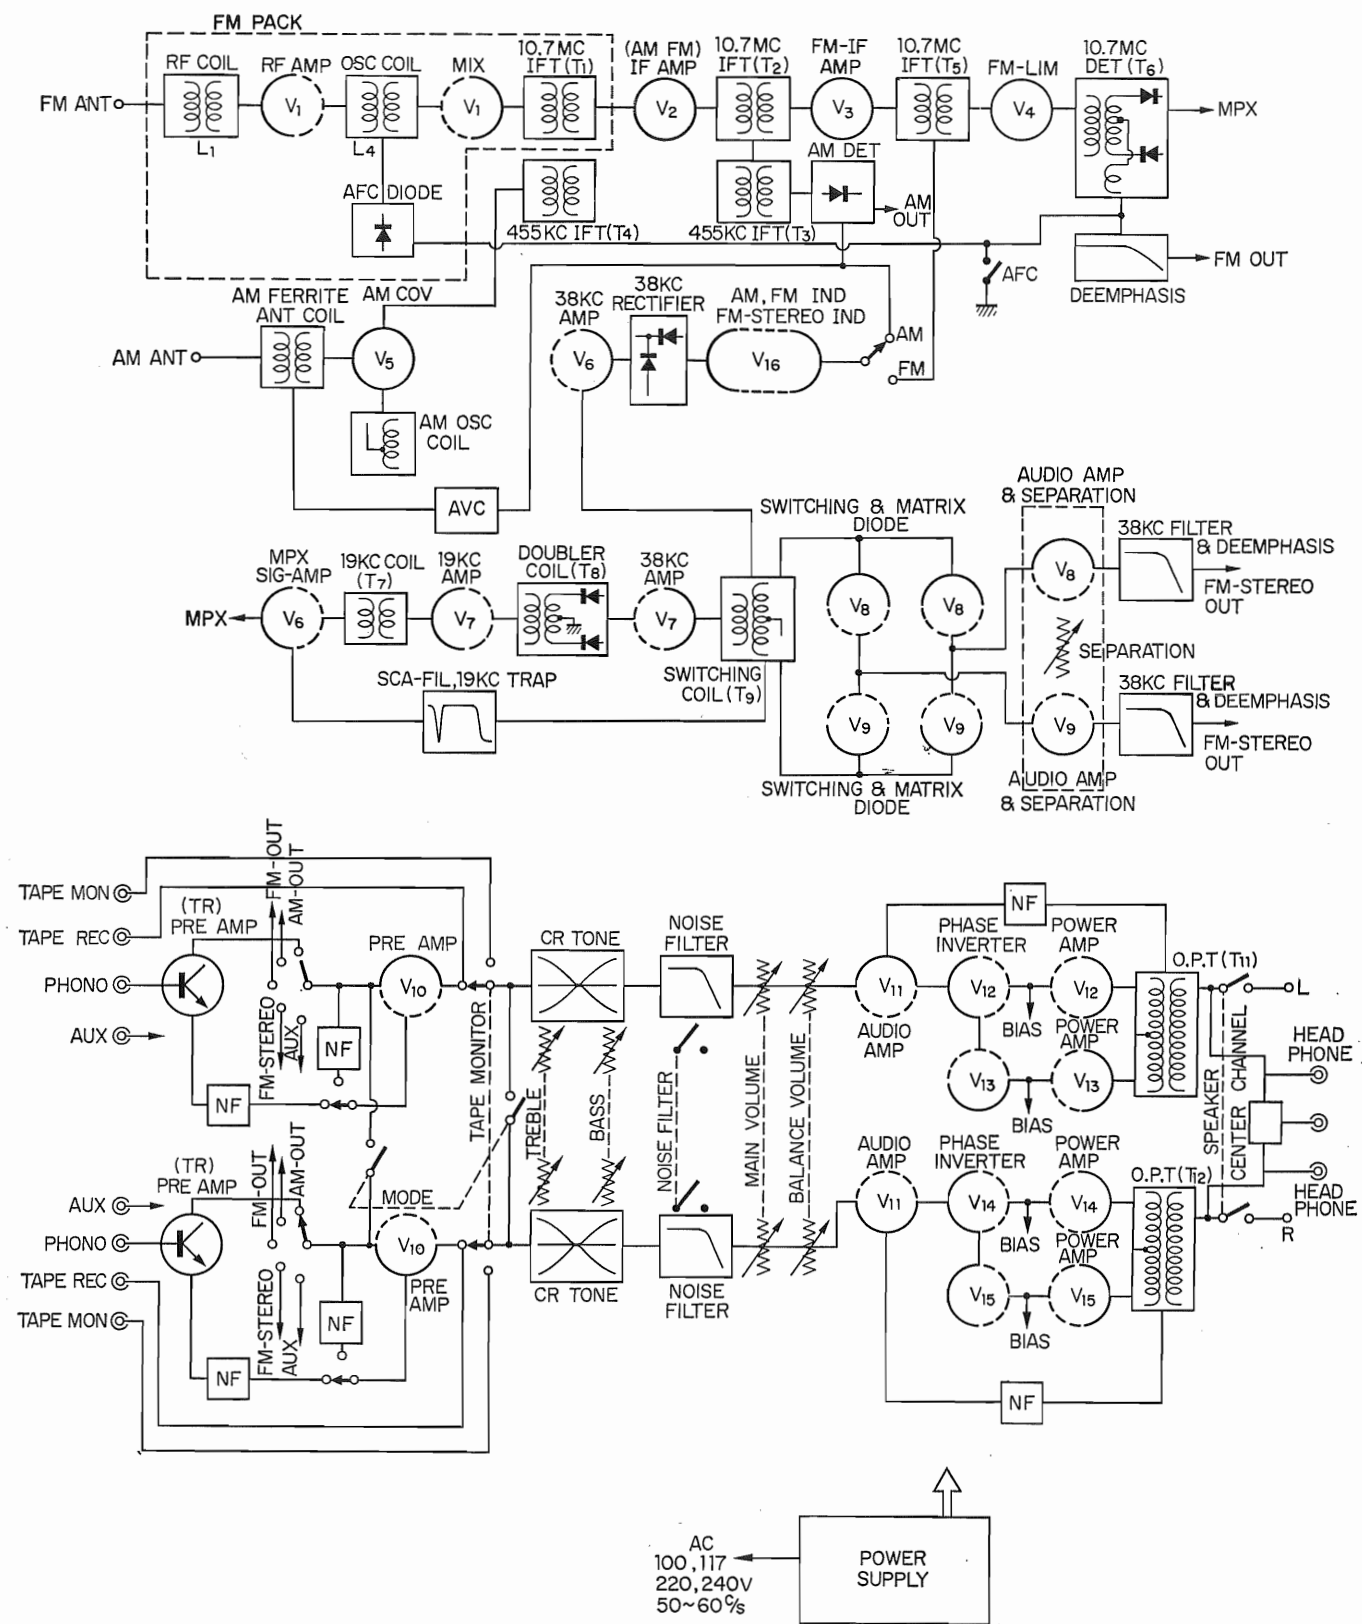 FM PACK
RF COIL
RF AMP
OSC COIL
MIX
10.7MC
IFT(T1)
(AM FM)
IF AMP
10.7MC
IFT(T2)
FM-IF
AMP
10.7MC
IFT(T5)
FM-LIM
10.7MC
DET(T6)
FM ANT
V1
V1
V2
V3
V4
MPX
L1
L4
AFC DIODE
AM DET
AM
OUT
455KC IFT(T4)
455KC IFT(T3)
FM OUT
AFC
DEEMPHASIS
AM FERRITE
ANT COIL
AM COV
38KC
AMP
38KC
RECTIFIER
AM, FM IND
FM-STEREO IND
AM
AM ANT
V5
V6
V16
FM
AM OSC
COIL
AVC
SWITCHING & MATRIX
DIODE
AUDIO AMP
& SEPARATION
38KC FILTER
& DEEMPHASIS
MPX
SIG-AMP
19KC COIL
(T7)
19KC
AMP
DOUBLER
COIL(T8)
38KC
AMP
V8
FM-STEREO
OUT
MPX
V6
V7
V7
V8
V8
SEPARATION
SCA-FIL,19KC TRAP
SWITCHING
COIL(T9)
38KC FILTER
& DEEMPHASIS
V9
V9
V9
FM-STEREO
OUT
SWITCHING & MATRIX
DIODE
AUDIO AMP
& SEPARATION
FM-OUT
AM-OUT
TAPE MON
(TR)
PRE AMP
TAPE REC
PRE AMP
CR TONE
NOISE
FILTER
NF
PHASE
INVERTER
POWER
AMP
O.P.T(T11)
PHONO
V10
V11
V12
V12
L
AUX
FM-STEREO
AUX
NF
AUDIO
AMP
BIAS
POWER
AMP
HEAD
PHONE
NF
V13
V13
BIAS
TAPE MONITOR
TREBLE
BASS
NOISE FILTER
MAIN VOLUME
BALANCE VOLUME
SPEAKER
CENTER CHANNEL
FM-OUT
AM-OUT
(TR)
PRE AMP
MODE
AUDIO
AMP
PHASE
INVERTER
POWER
AMP
O.P.T(T12)
AUX
V11
V14
V14
HEAD
PHONE
PHONO
V10
BIAS
POWER
AMP
R
TAPE REC
PRE
AMP
CR TONE
NOISE
FILTER
V15
V15
TAPE MON
FM-STEREO
AUX
NF
BIAS
NF
NF
AC
100,117
220,240V
50~60c/s
POWER
SUPPLY